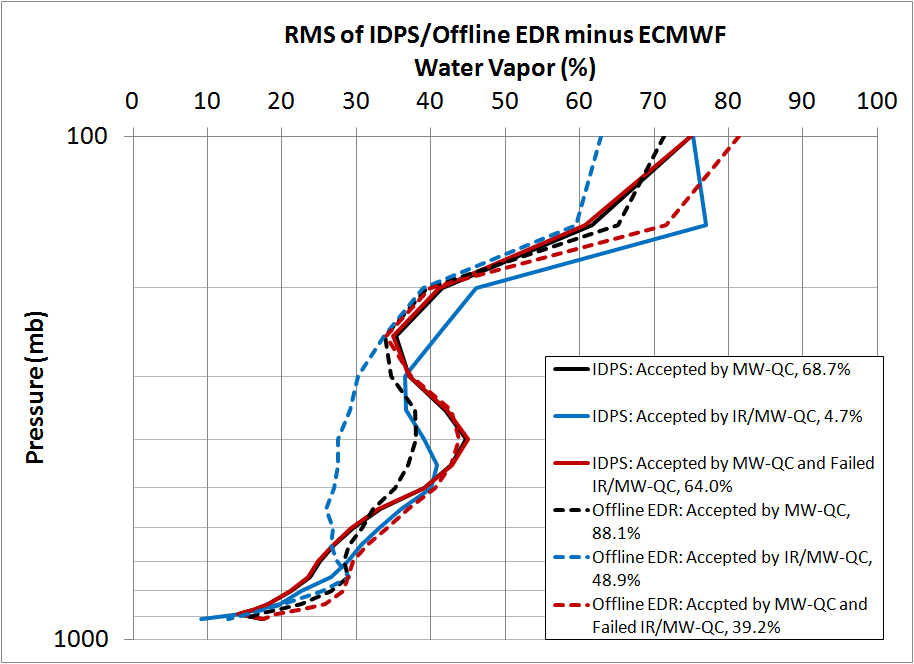 RMS of IDPS/Offline EDR minus ECMWF
Water Vapor (%)
0 10 20 30 40 50 60 70 80 90 100
100
Pressure (mb)
IDPS: Accepted by MW-QC, 68.7%
IDPS: Accepted by IR/MW-QC, 4.7%
IDPS: Accepted by MW-QC and Failed
IR/MW-QC, 64.0%
Offline EDR: Accepted by MW-QC,
88.1%
Offline EDR: Accepted by IR/MW-QC,
48.9%
Offline EDR: Accpted by MW-QC and
Failed IR/MW-QC, 39.2%
1000